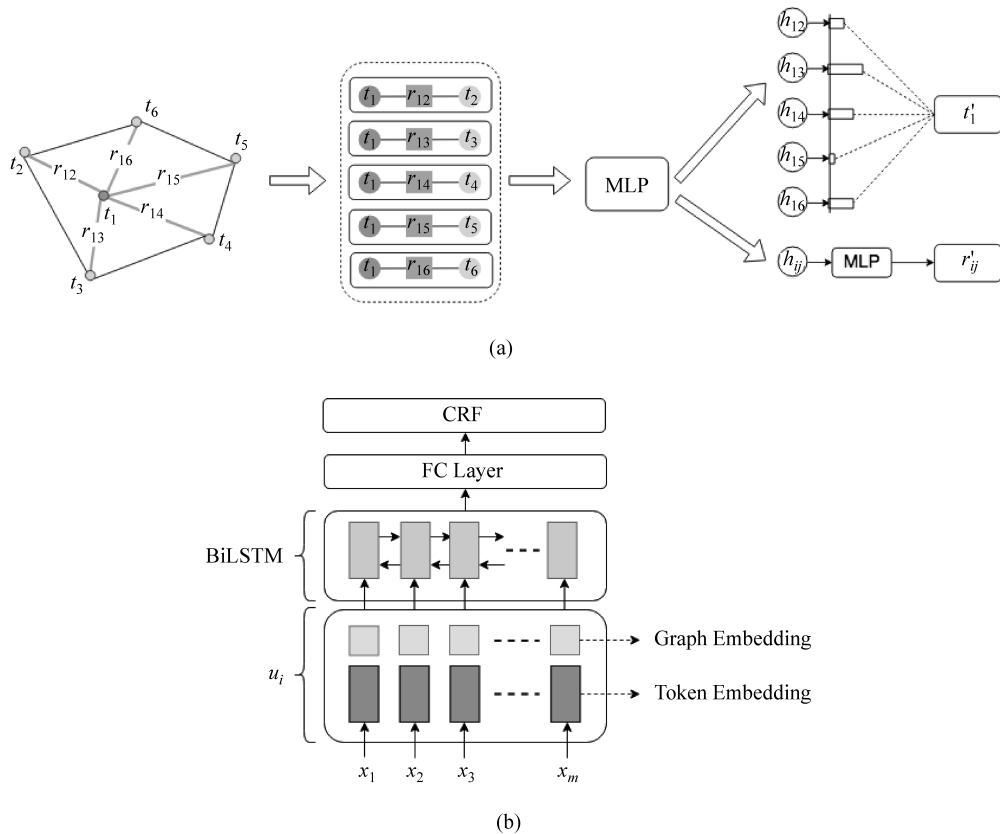 t6
t2
t5
r12
r16
r15
t1
r14
r13
t4
t3
t1 r12 t2
t1 r13 t3
t1 r14 t4
t1 r15 t5
t1 r16 t6
MLP
h12
h13
h14
h15
h16
t'1
hij MLP r'ij
(a)
CRF
FC Layer
BiLSTM
Graph Embedding
ui
Token Embedding
x1 x2 x3 xm
(b)